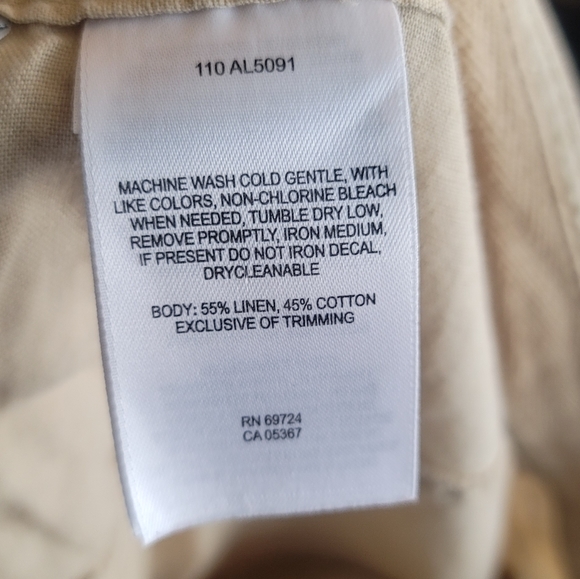 110 AL5091
MACHINE WASH COLD GENTLE, WITH
LIKE COLORS, NON-CHLORINE BLEACH
WHEN NEEDED, TUMBLE DRY LOW,
REMOVE PROMPTLY, IRON MEDIUM,
IF PRESENT DO NOT IRON DECAL,
DRYCLEANABLE
BODY: 55% LINEN, 45% COTTON
EXCLUSIVE OF TRIMMING
RN 69724
CA 05367